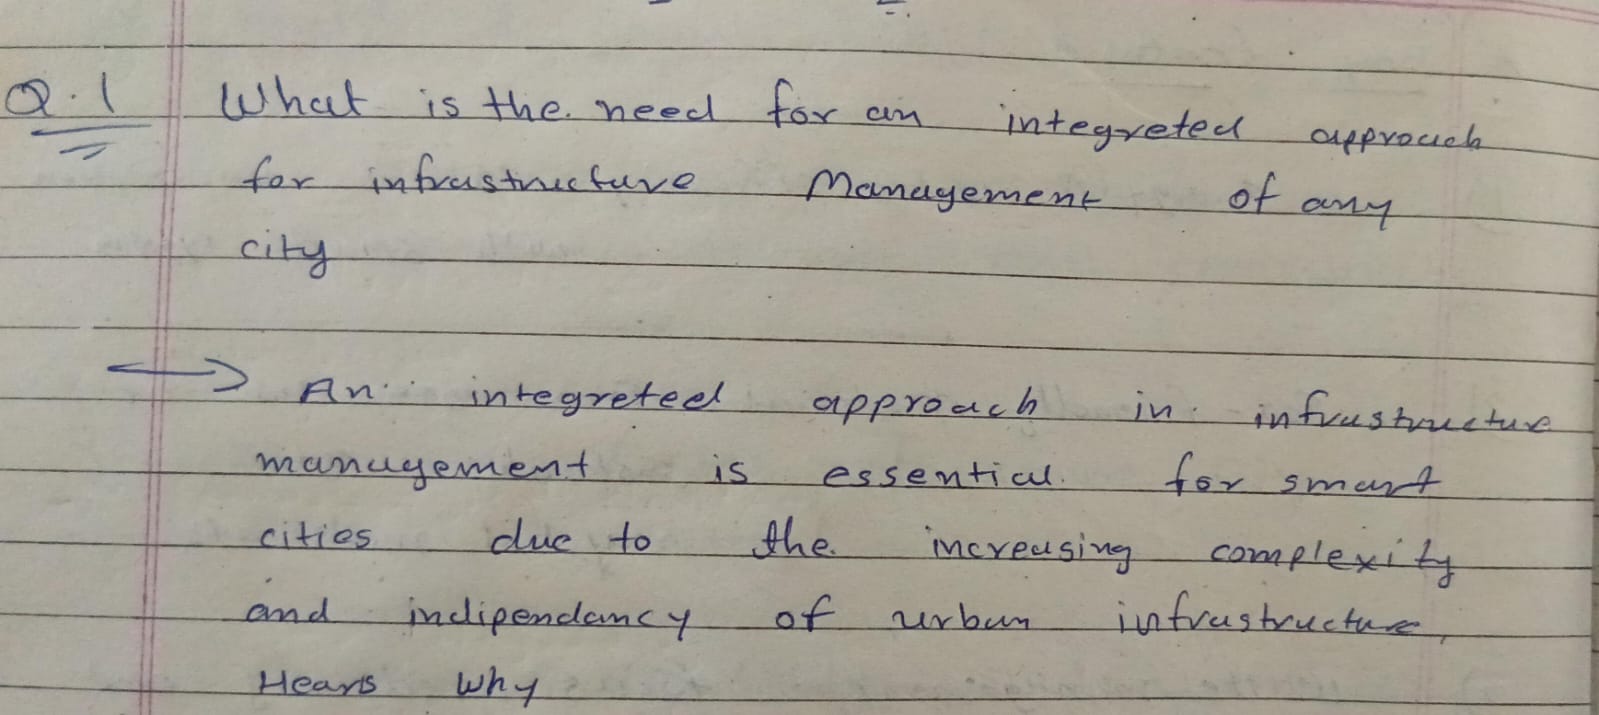 Q.1 What is the need for an integreted approach
for infrastructure Management of any
city
→ An integreted approach in infrastructure
management is essential for smart
cities due to the increasing complexity
and indipendancy of urban infrastructure,
Hears why